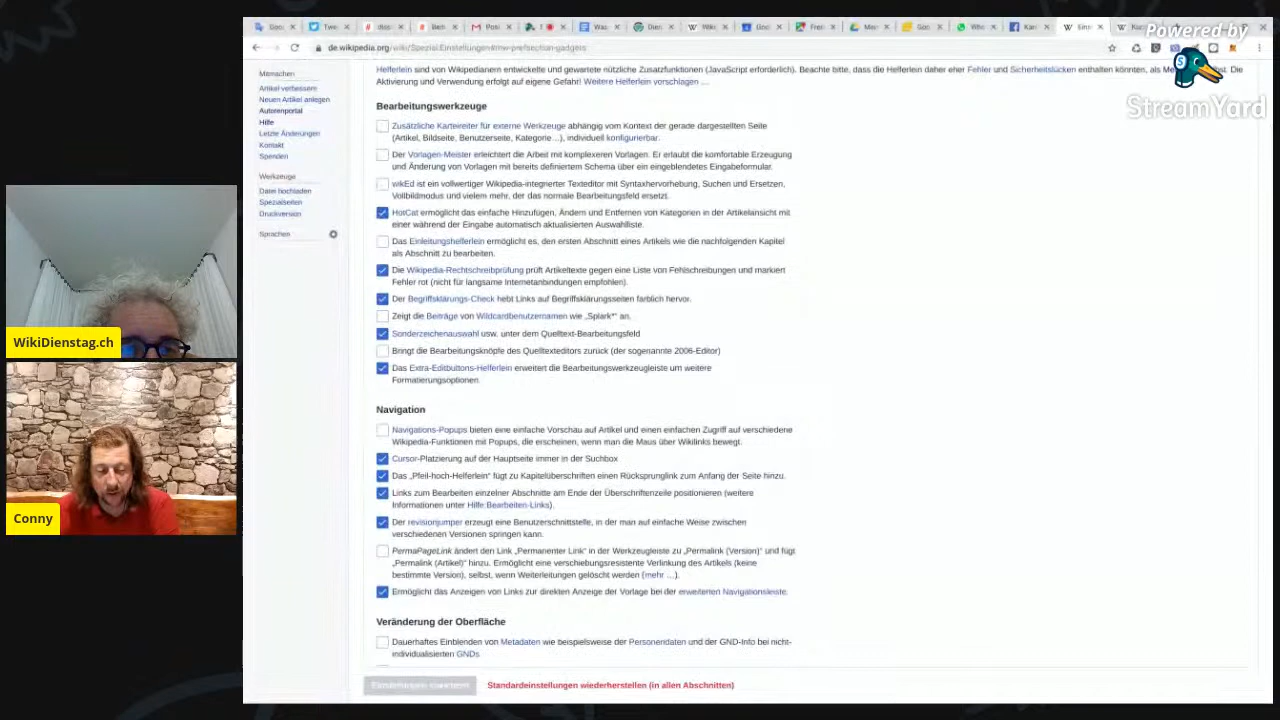 Powered by
StreamYard
de.wikipedia.org/wiki/Spezial:Einstellungen#mw-prefsection-gadgets
Mitmachen
Artikel verbessern
Neuen Artikel anlegen
Autorenportal
Hilfe
Letzte Änderungen
Kontakt
Spenden
Werkzeuge
Datei hochladen
Spezialseiten
Druckversion
Sprachen
WikiDienstag.ch
Conny
Helferlein sind von Wikipedianern entwickelte und gewartete nützliche Zusatzfunktionen (JavaScript erforderlich). Beachte bitte, dass die Helferlein daher eher Fehler und Sicherheitslücken enthalten könnten, als Die
Aktivierung und Verwendung erfolgt auf eigene Gefahr! Weitere Helferlein vorschlagen …
Bearbeitungswerkzeuge
Zusätzliche Karteireiter für externe Werkzeuge abhängig vom Kontext der gerade dargestellten Seite
(Artikel, Bildseite, Benutzerseite, Kategorie…), individuell konfigurierbar.
Der Vorlagen-Meister erleichtert die Arbeit mit komplexeren Vorlagen. Er erlaubt die komfortable Erzeugung
und Änderung von Vorlagen mit bereits definiertem Schema über ein eingeblendetes Eingabeformular.
wikEd ist ein vollwertiger Wikipedia-integrierter Texteditor mit Syntaxhervorhebung, Suchen und Ersetzen,
Vollbildmodus und vielem mehr, der das normale Bearbeitungsfeld ersetzt.
HotCat ermöglicht das einfache Hinzufügen, Ändern und Entfernen von Kategorien in der Artikelansicht mit
einer während der Eingabe automatisch aktualisierten Auswahlliste.
Das Einleitungshelferlein ermöglicht es, den ersten Abschnitt eines Artikels wie die nachfolgenden Kapitel
als Abschnitt zu bearbeiten.
Die Wikipedia-Rechtschreibprüfung prüft Artikeltexte gegen eine Liste von Fehlschreibungen und markiert
Fehler rot (nicht für langsame Internetanbindungen empfohlen).
Der Begriffsklärungs-Check hebt Links auf Begriffsklärungsseiten farblich hervor.
Zeigt die Beiträge von Wildcardbenutzernamen wie „Splark*“ an.
Sonderzeichenauswahl usw. unter dem Quelltext-Bearbeitungsfeld
Bringt die Bearbeitungsknöpfe des Quelltexteditors zurück (der sogenannte 2006-Editor)
Das Extra-Editbuttons-Helferlein erweitert die Bearbeitungswerkzeugleiste um weitere
Formatierungsoptionen.
Navigation
Navigations-Popups bieten eine einfache Vorschau auf Artikel und einen einfachen Zugriff auf verschiedene
Wikipedia-Funktionen mit Popups, die erscheinen, wenn man die Maus über Wikilinks bewegt.
Cursor-Platzierung auf der Hauptseite immer in der Suchbox
Das „Pfeil-hoch-Helferlein“ fügt zu Kapitelüberschriften einen Rücksprunglink zum Anfang der Seite hinzu.
Links zum Bearbeiten einzelner Abschnitte am Ende der Überschriftenzeile positionieren (weitere
Informationen unter Hilfe:Bearbeiten-Links).
Der revisionjumper erzeugt eine Benutzerschnittstelle, in der man auf einfache Weise zwischen
verschiedenen Versionen springen kann.
PermaPageLink ändert den Link „Permanenter Link“ in der Werkzeugleiste zu „Permalink (Version)“ und fügt
„Permalink (Artikel)“ hinzu. Ermöglicht eine verschiebungsresistente Verlinkung des Artikels (keine
bestimmte Version), selbst, wenn Weiterleitungen gelöscht werden (mehr …).
Ermöglicht das Anzeigen von Links zur direkten Anzeige der Vorlage bei der erweiterten Navigationsleiste.
Veränderung der Oberfläche
Dauerhaftes Einblenden von Metadaten wie beispielsweise der Personendaten und der GND-Info bei nicht-
individualisierten GNDs
Einstellungen speichern
Standardeinstellungen wiederherstellen (in allen Abschnitten)